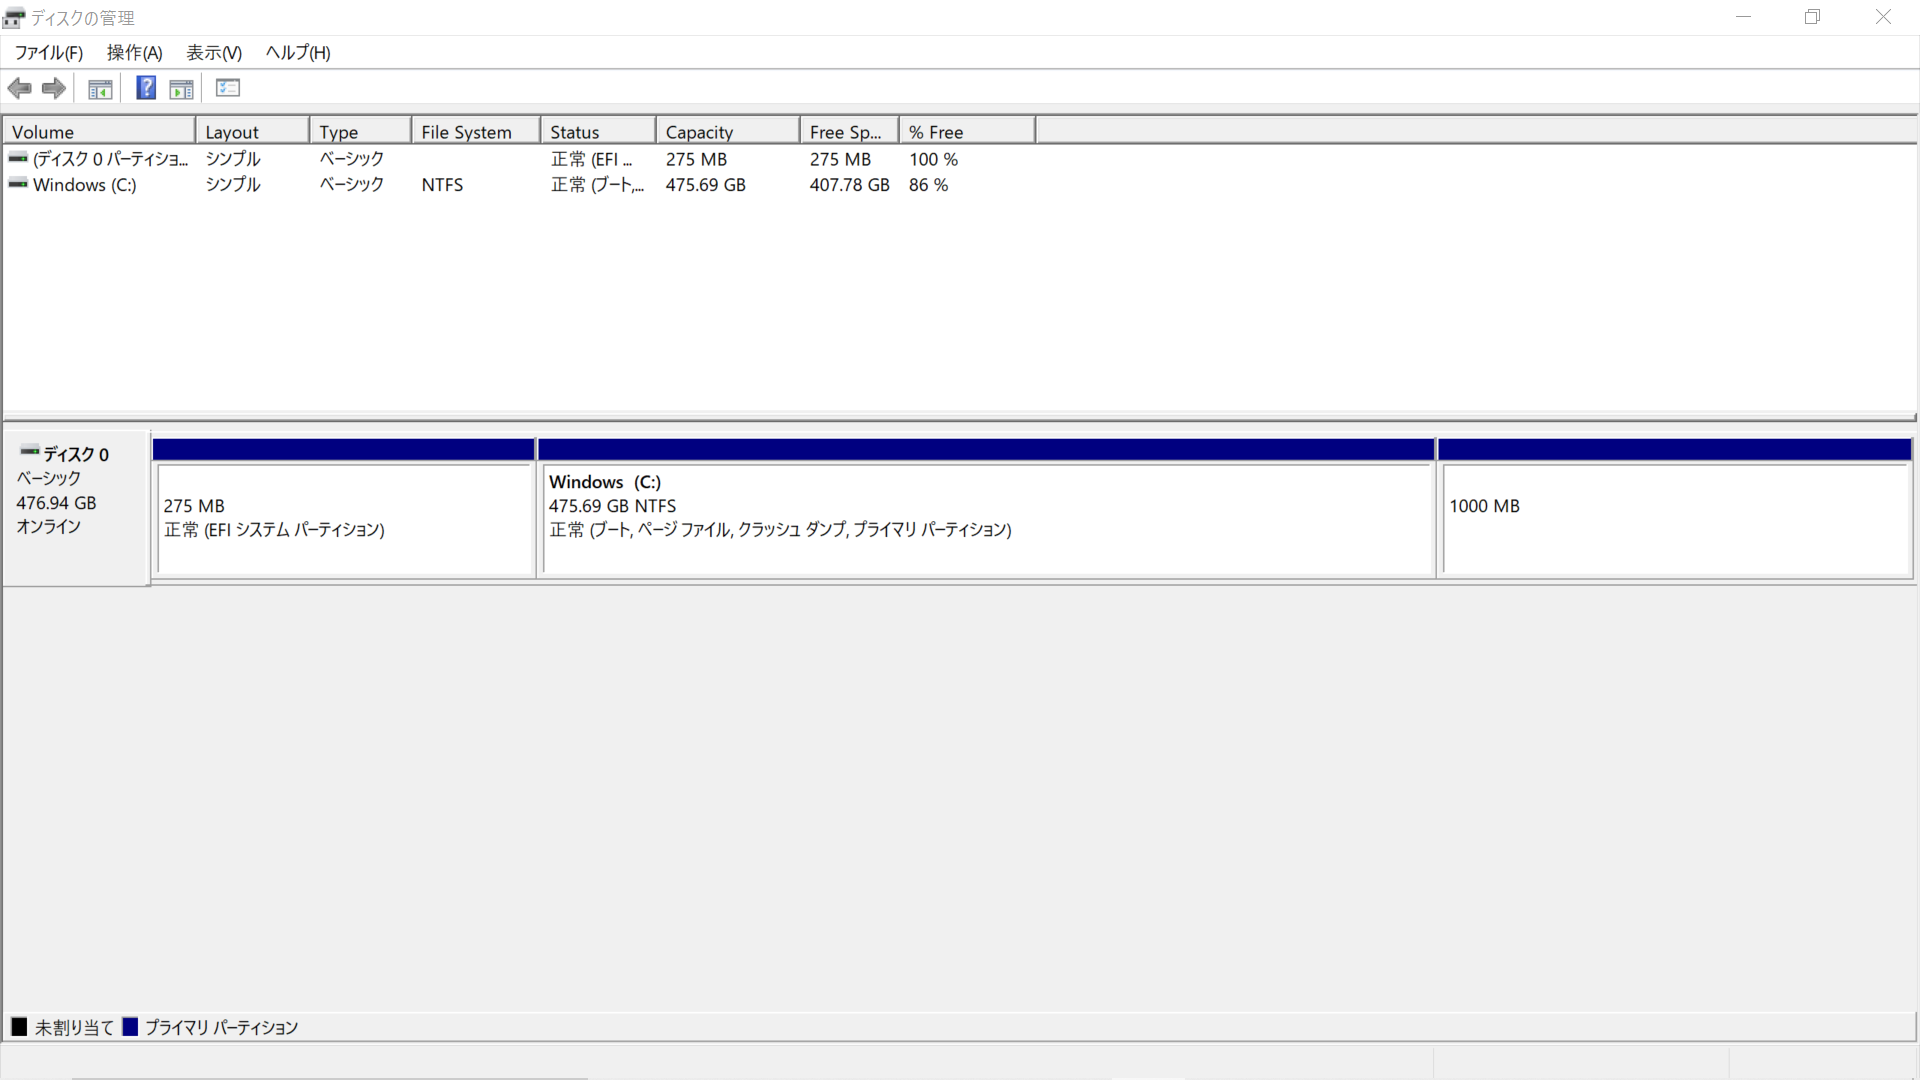 ディスクの管理
ファイル(F) 操作(A) 表示(V) ヘルプ(H)
Volume Layout Type File System Status Capacity Free Sp... % Free
(ディスク 0 パーティショ... シンプル ベーシック 正常 (EFI ... 275 MB 275 MB 100 %
Windows (C:) シンプル ベーシック NTFS 正常 (ブート,... 475.69 GB 407.78 GB 86 %
ディスク 0
ベーシック
476.94 GB
オンライン
275 MB
正常 (EFI システム パーティション)
Windows (C:)
475.69 GB NTFS
正常 (ブート, ページ ファイル, クラッシュ ダンプ, プライマリ パーティション)
1000 MB
未割り当て プライマリ パーティション